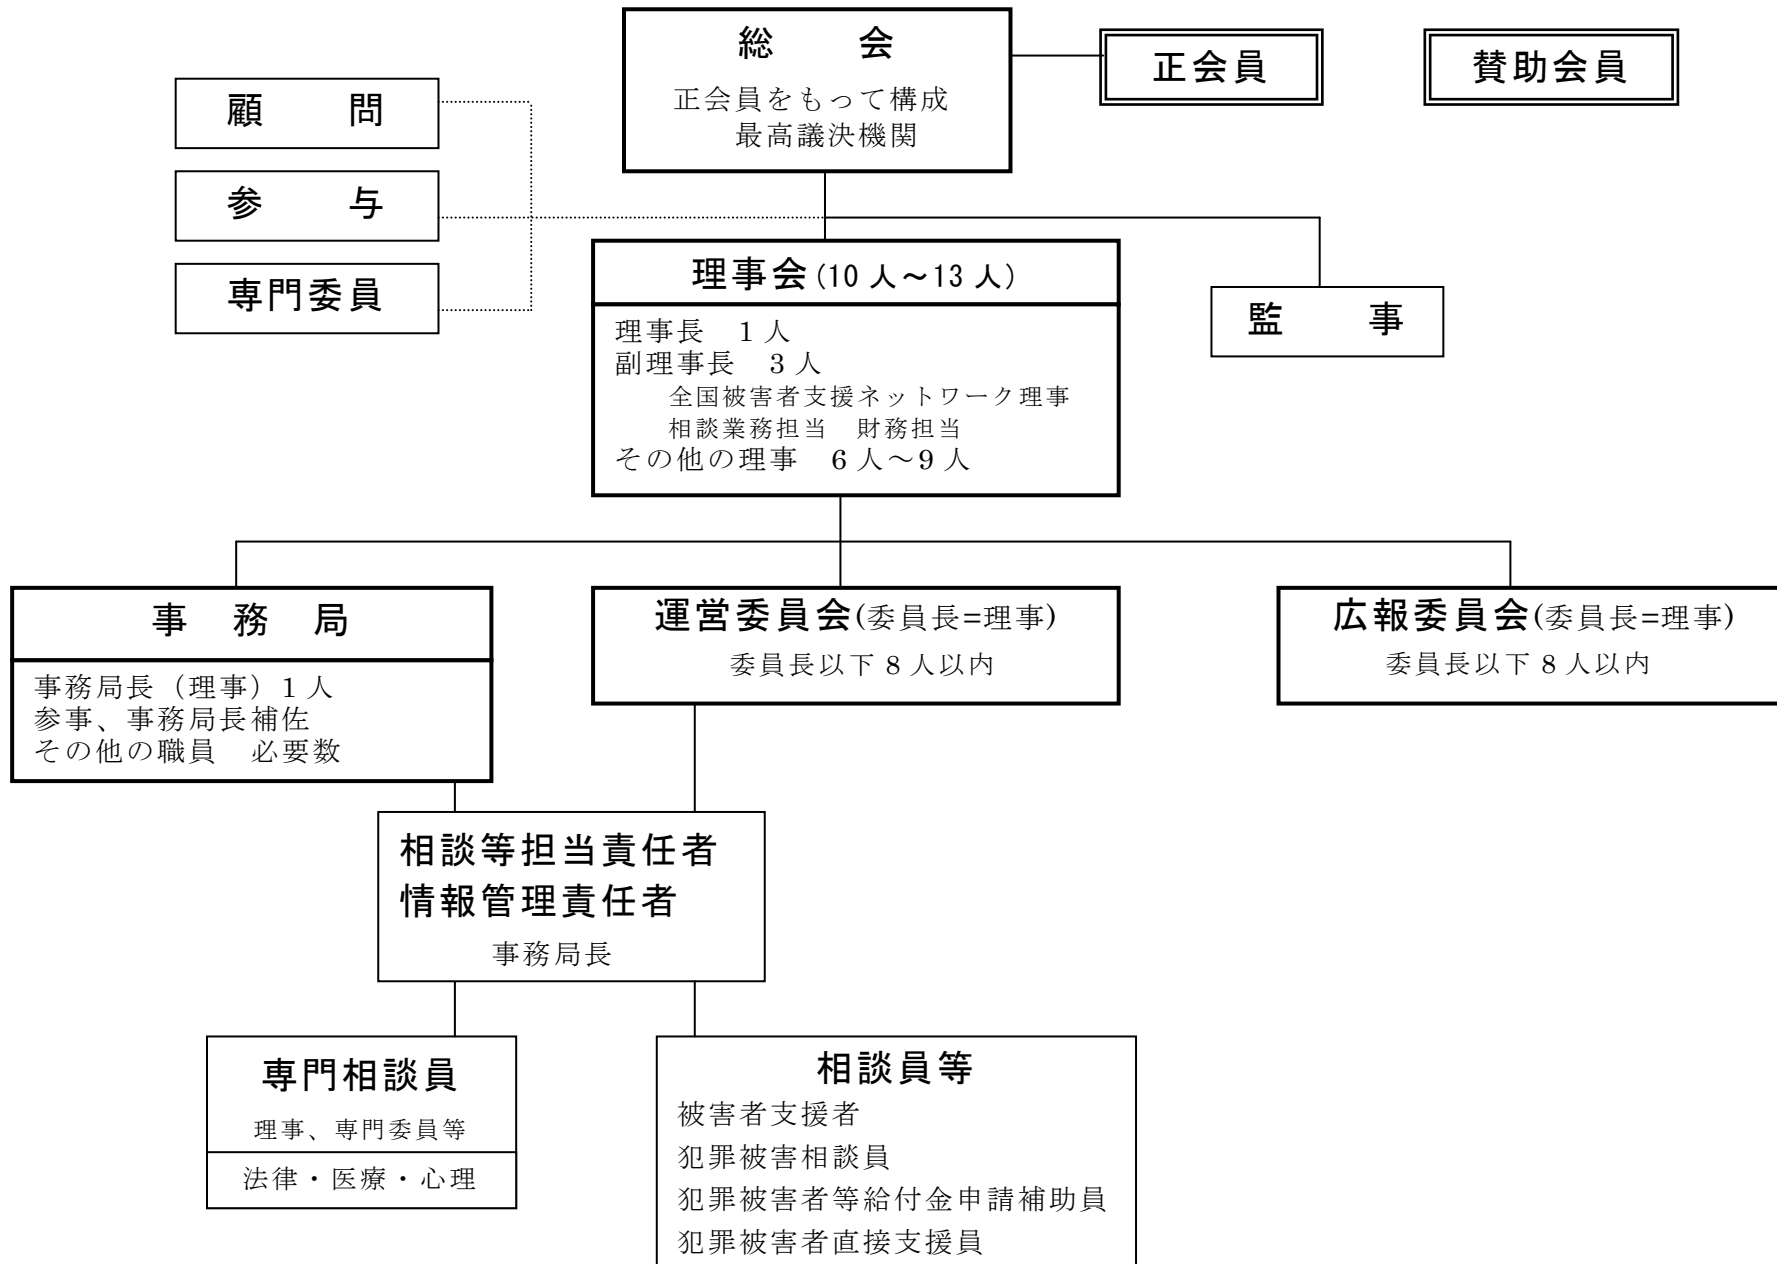 総　会
正会員をもって構成
最高議決機関
正会員
賛助会員
顧　問
参　与
専門委員
理事会(10人～13人)
理事長　1人
副理事長　3人
全国被害者支援ネットワーク理事
相談業務担当　財務担当
その他の理事　6人～9人
監　事
事　務　局
事務局長（理事）1人
参事、事務局長補佐
その他の職員　必要数
運営委員会(委員長=理事)
委員長以下8人以内
広報委員会(委員長=理事)
委員長以下8人以内
相談等担当責任者
情報管理責任者
事務局長
専門相談員
理事、専門委員等
法律・医療・心理
相談員等
被害者支援者
犯罪被害相談員
犯罪被害者等給付金申請補助員
犯罪被害者直接支援員